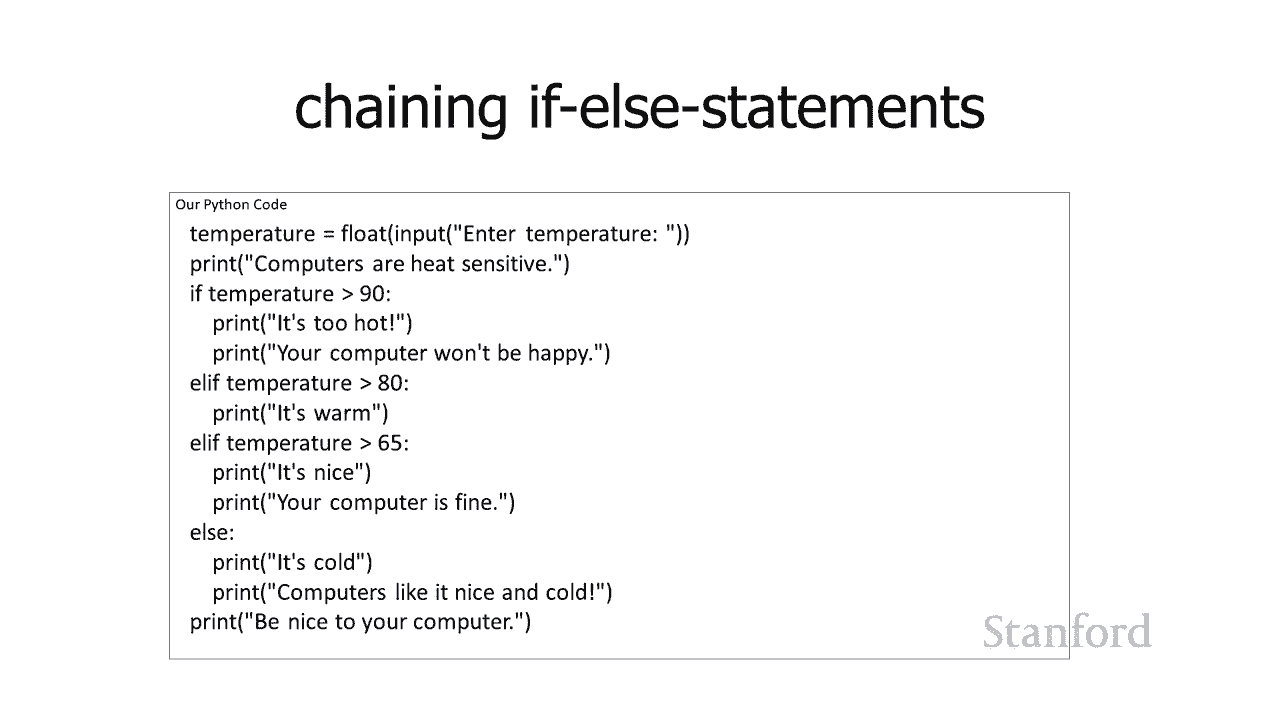 chaining if-else-statements
Our Python Code
temperature = float(input("Enter temperature: "))
print("Computers are heat sensitive.")
if temperature > 90:
    print("It's too hot!")
    print("Your computer won't be happy.")
elif temperature > 80:
    print("It's warm")
elif temperature > 65:
    print("It's nice")
    print("Your computer is fine.")
else:
    print("It's cold")
    print("Computers like it nice and cold!")
print("Be nice to your computer.")
Stanford